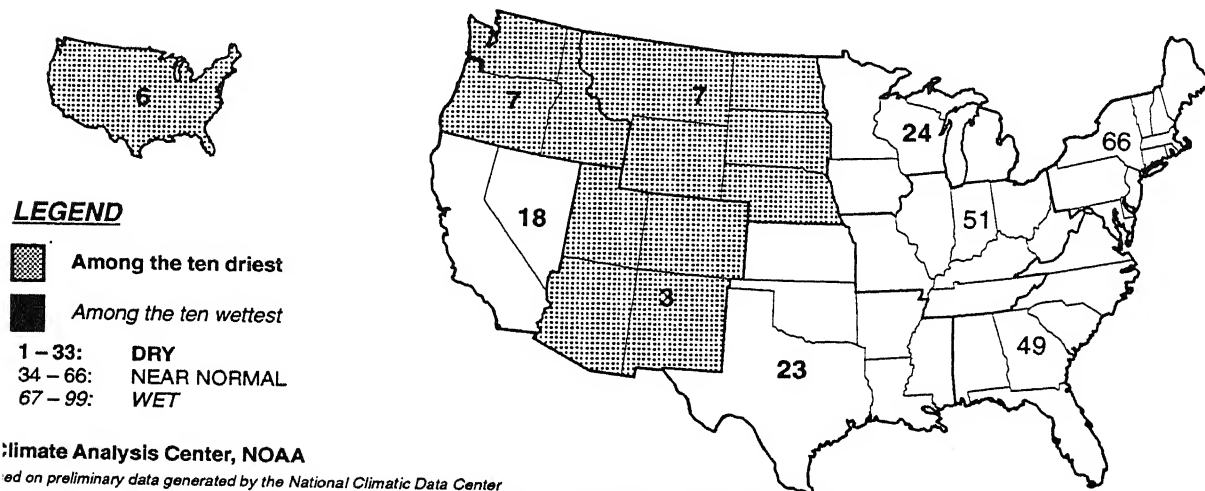 6
7
7
24
66
18
51
3
49
23
LEGEND
Among the ten driest
Among the ten wettest
1 – 33: DRY
34 – 66: NEAR NORMAL
67 – 99: WET
Climate Analysis Center, NOAA
ed on preliminary data generated by the National Climatic Data Center